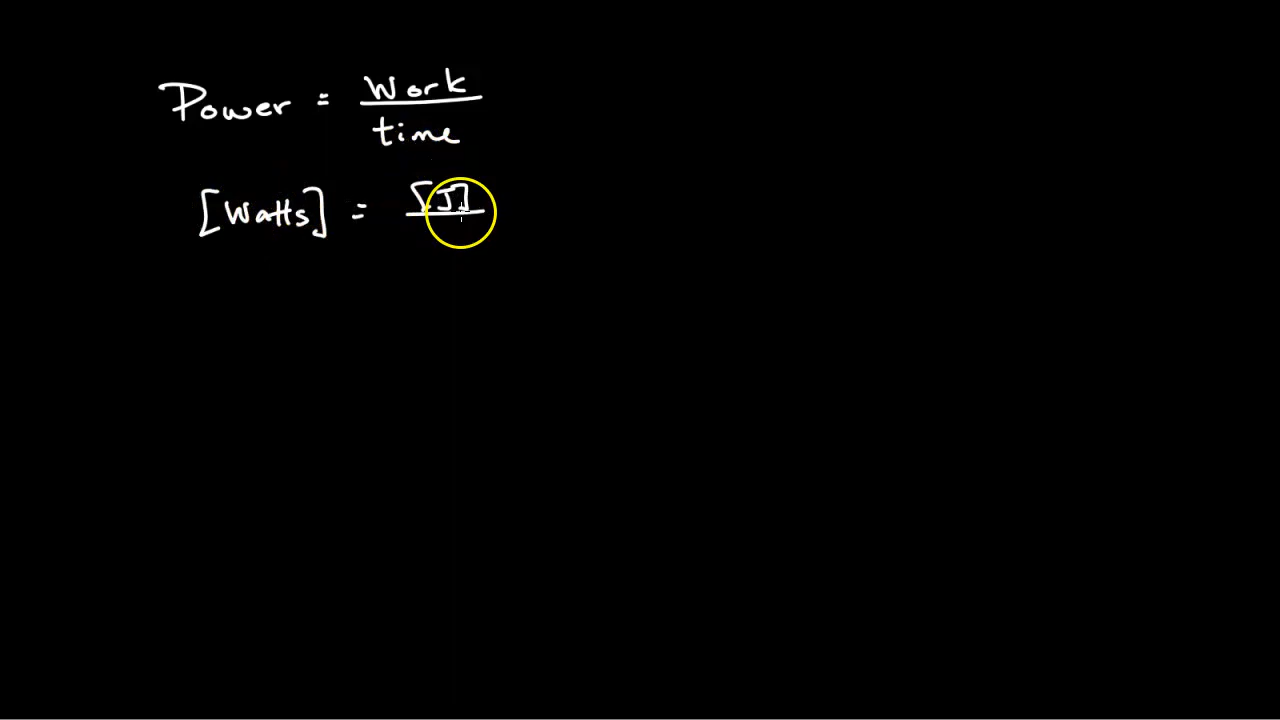 Power = Work / time
[Watts] = [J] /